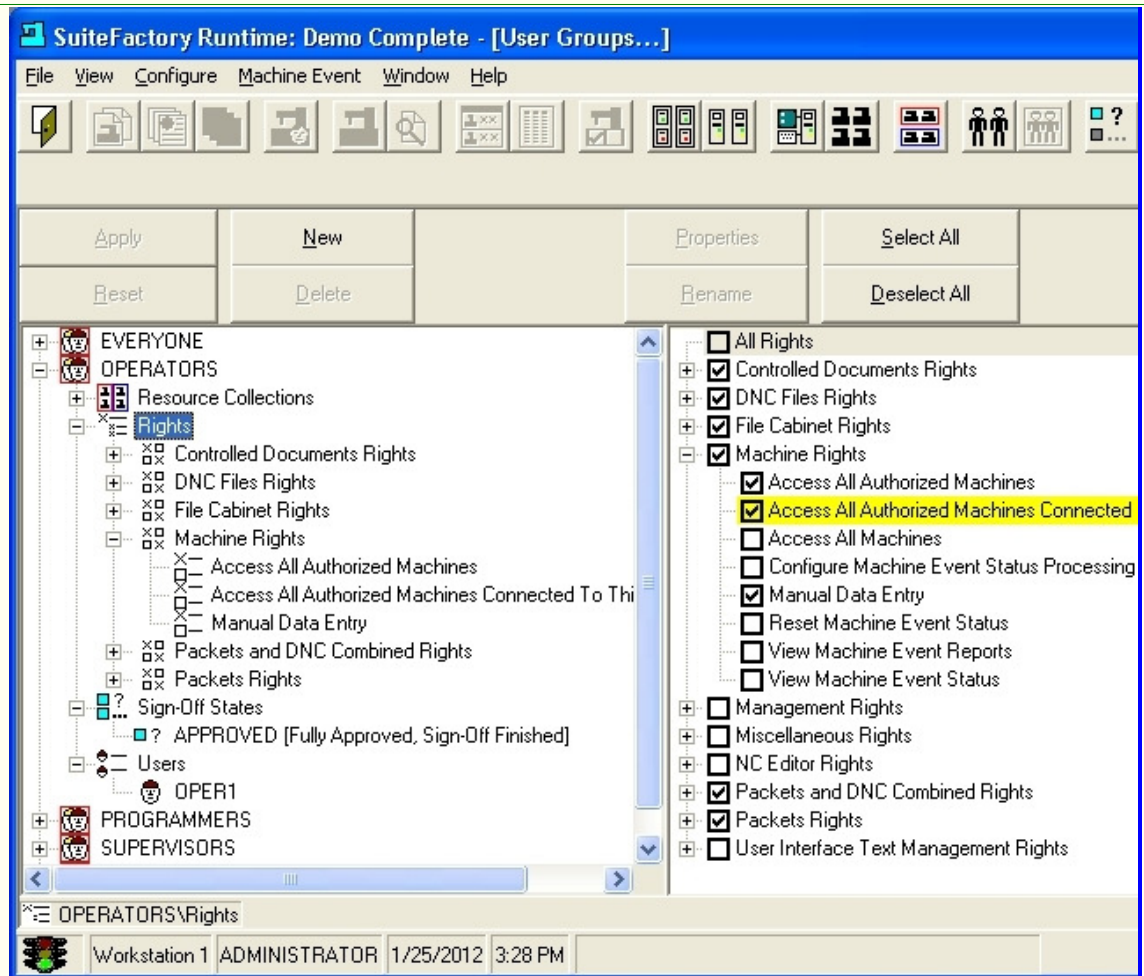 SuiteFactory Runtime: Demo Complete - [User Groups...]
File View Configure Machine Event Window Help
Apply New Properties Select All
Reset Delete Rename Deselect All
EVERYONE
OPERATORS
Resource Collections
Rights
Controlled Documents Rights
DNC Files Rights
File Cabinet Rights
Machine Rights
Access All Authorized Machines
Access All Authorized Machines Connected To Thi
Manual Data Entry
Packets and DNC Combined Rights
Packets Rights
Sign-Off States
APPROVED [Fully Approved, Sign-Off Finished]
Users
OPER1
PROGRAMMERS
SUPERVISORS
All Rights
Controlled Documents Rights
DNC Files Rights
File Cabinet Rights
Machine Rights
Access All Authorized Machines
Access All Authorized Machines Connected
Access All Machines
Configure Machine Event Status Processing
Manual Data Entry
Reset Machine Event Status
View Machine Event Reports
View Machine Event Status
Management Rights
Miscellaneous Rights
NC Editor Rights
Packets and DNC Combined Rights
Packets Rights
User Interface Text Management Rights
OPERATORS\Rights
Workstation 1 ADMINISTRATOR 1/25/2012 3:28 PM